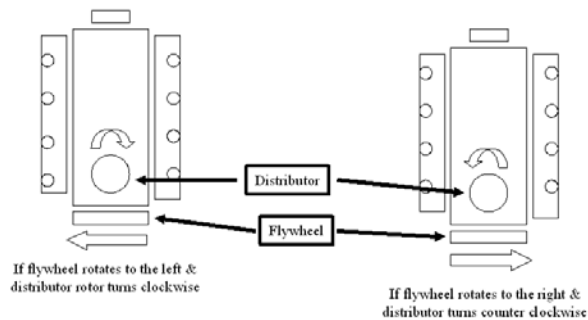 Distributor
Flywheel
If flywheel rotates to the left &
distributor rotor turns clockwise
If flywheel rotates to the right &
distributor turns counter clockwise